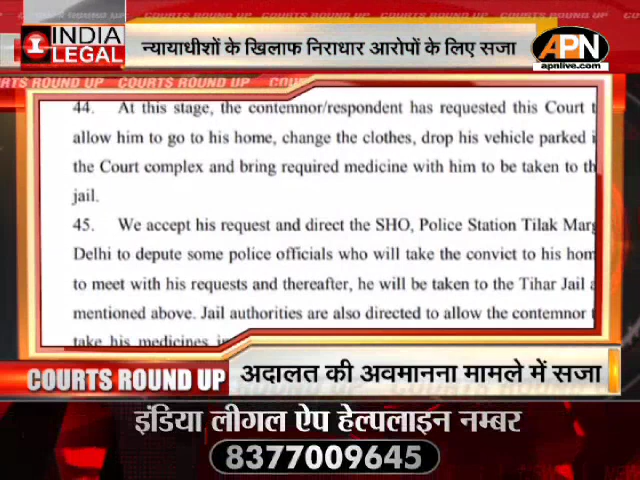 INDIA
LEGAL
न्यायाधीशों के खिलाफ निराधार आरोपों के लिए सजा
APN
apnlive.com
COURTS ROUND UP
44. At this stage, the contemnor/respondent has requested this Court
allow him to go to his home, change the clothes, drop his vehicle parked
the Court complex and bring required medicine with him to be taken to
jail.
45. We accept his request and direct the SHO, Police Station Tilak
Delhi to depute some police officials who will take the convict to his
to meet with his requests and thereafter, he will be taken to the Tihar Jail
mentioned above. Jail authorities are also directed to allow the contemnor
take his medicines
COURTS ROUND UP
अदालत की अवमानना मामले में सजा
इंडिया लीगल ऐप हेल्पलाइन नम्बर
8377009645